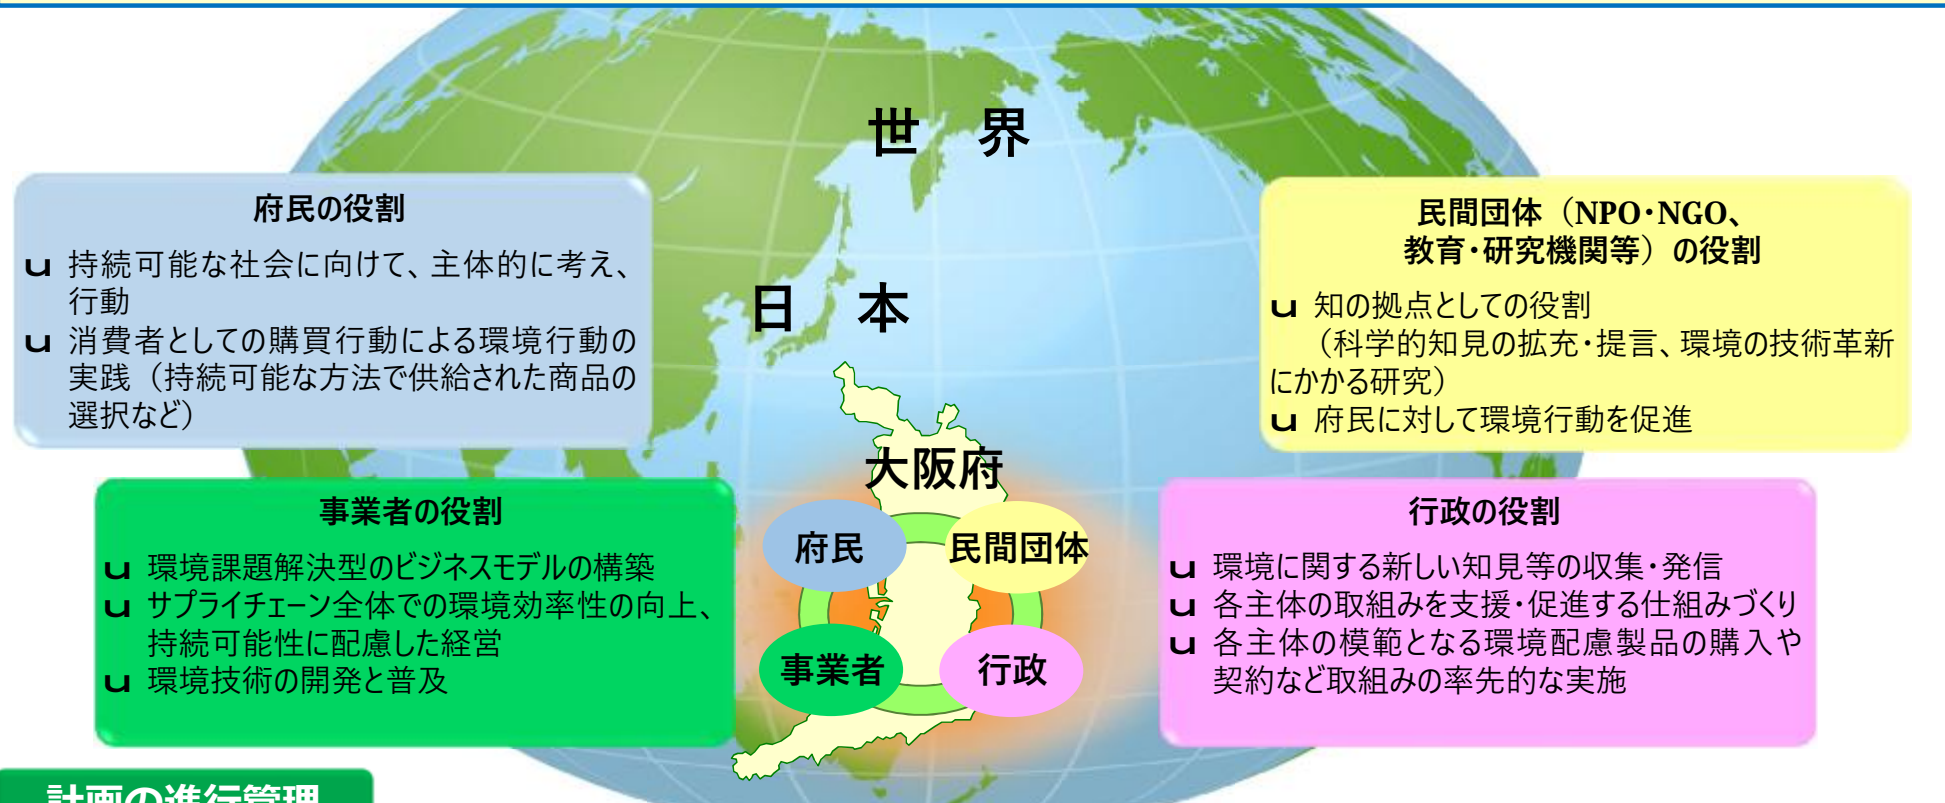 世 界
日 本
大阪府
府民の役割
u 持続可能な社会に向けて、主体的に考え、
行動
u 消費者としての購買行動による環境行動の
実践（持続可能な方法で供給された商品の
選択など）
民間団体（NPO・NGO、
教育・研究機関等）の役割
u 知の拠点としての役割
（科学的知見の拡充・提言、環境の技術革新
にかかる研究）
u 府民に対して環境行動を促進
事業者の役割
u 環境課題解決型のビジネスモデルの構築
u サプライチェーン全体での環境効率性の向上、
持続可能性に配慮した経営
u 環境技術の開発と普及
府民
民間団体
事業者
行政
行政の役割
u 環境に関する新しい知見等の収集・発信
u 各主体の取組みを支援・促進する仕組みづくり
u 各主体の模範となる環境配慮製品の購入や
契約など取組みの率先的な実施
計画の進行管理